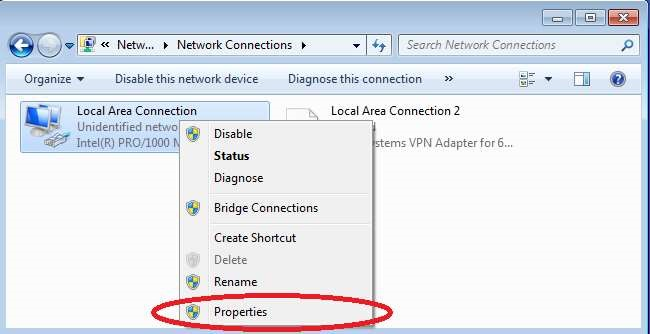 Netw... ▸ Network Connections ▸
Search Network Connections
Organize Disable this network device Diagnose this connection »
Local Area Connection
Unidentified netwo
Intel(R) PRO/1000 M
Local Area Connection 2
d
ystems VPN Adapter for 6...
Disable
Status
Diagnose
Bridge Connections
Create Shortcut
Delete
Rename
Properties